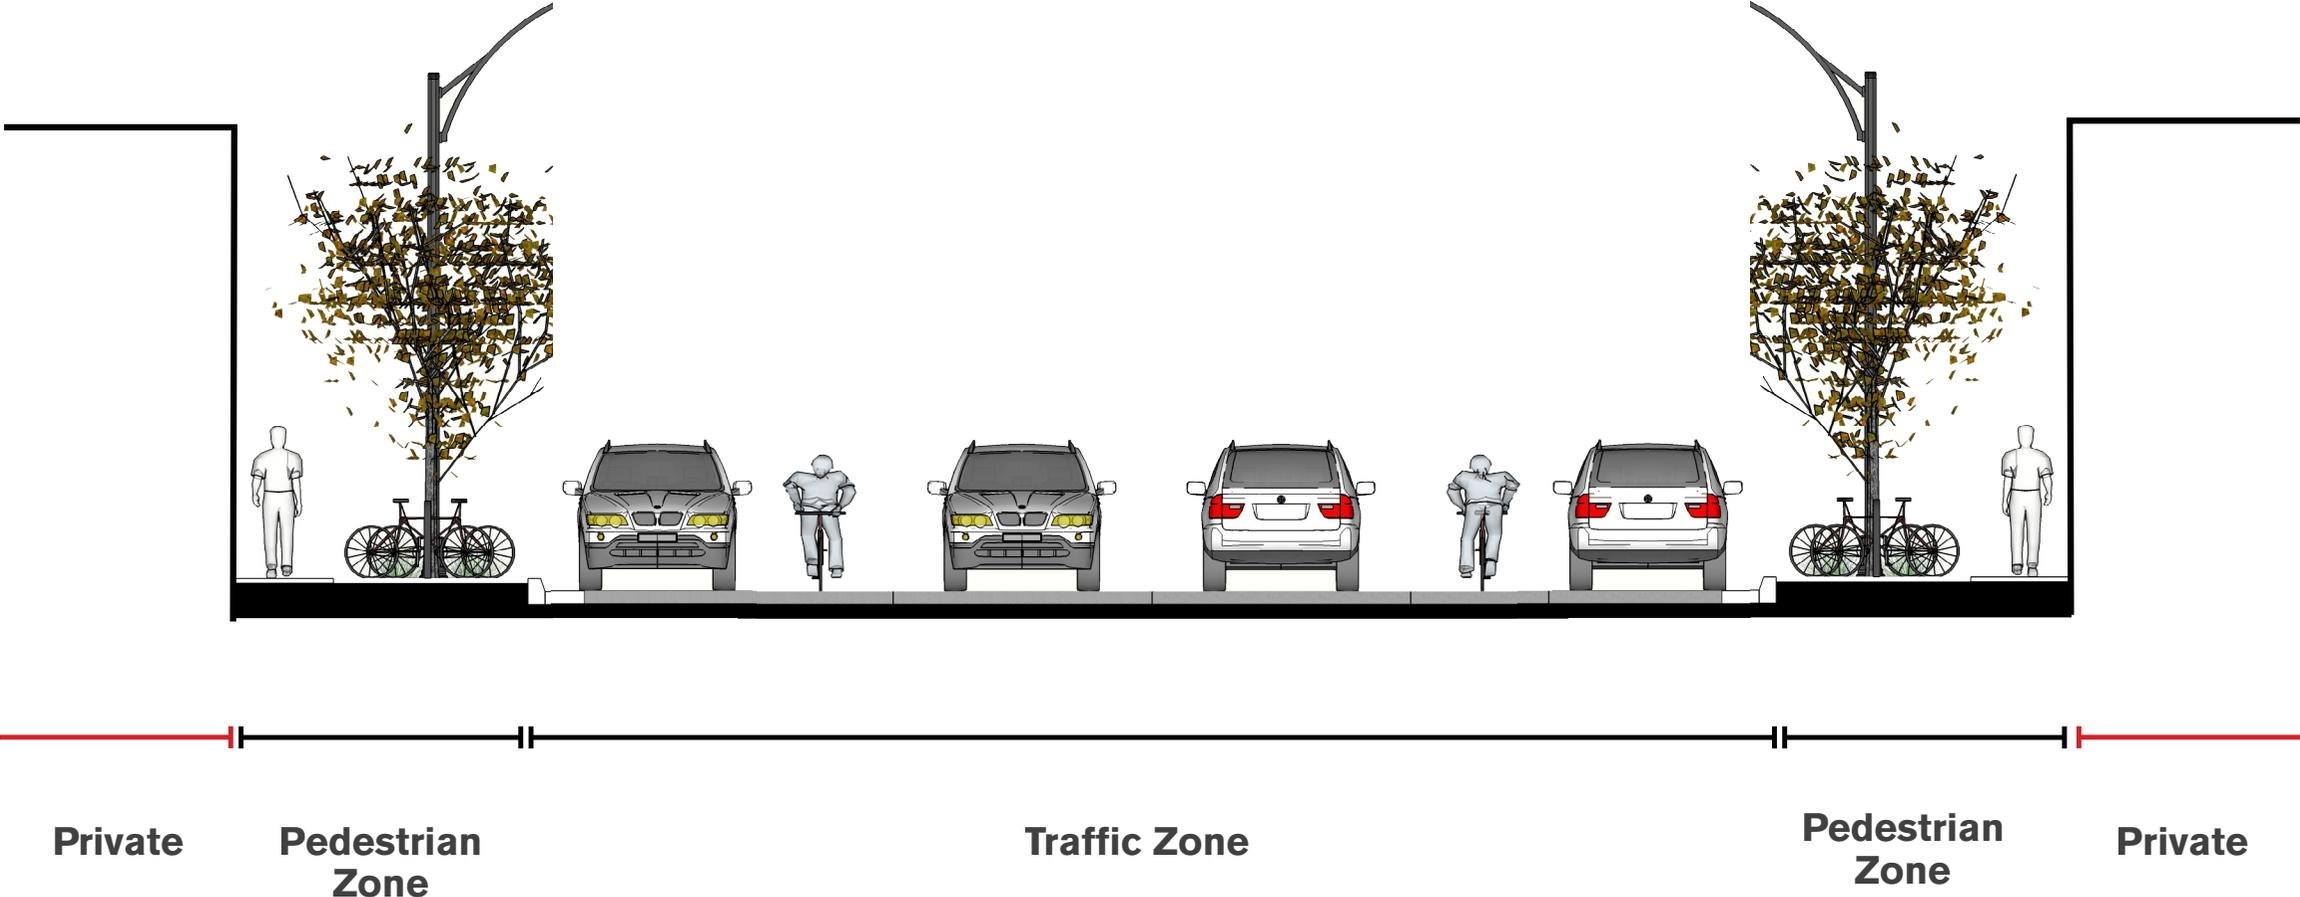 Private
Pedestrian
Zone
Traffic Zone
Pedestrian
Zone
Private